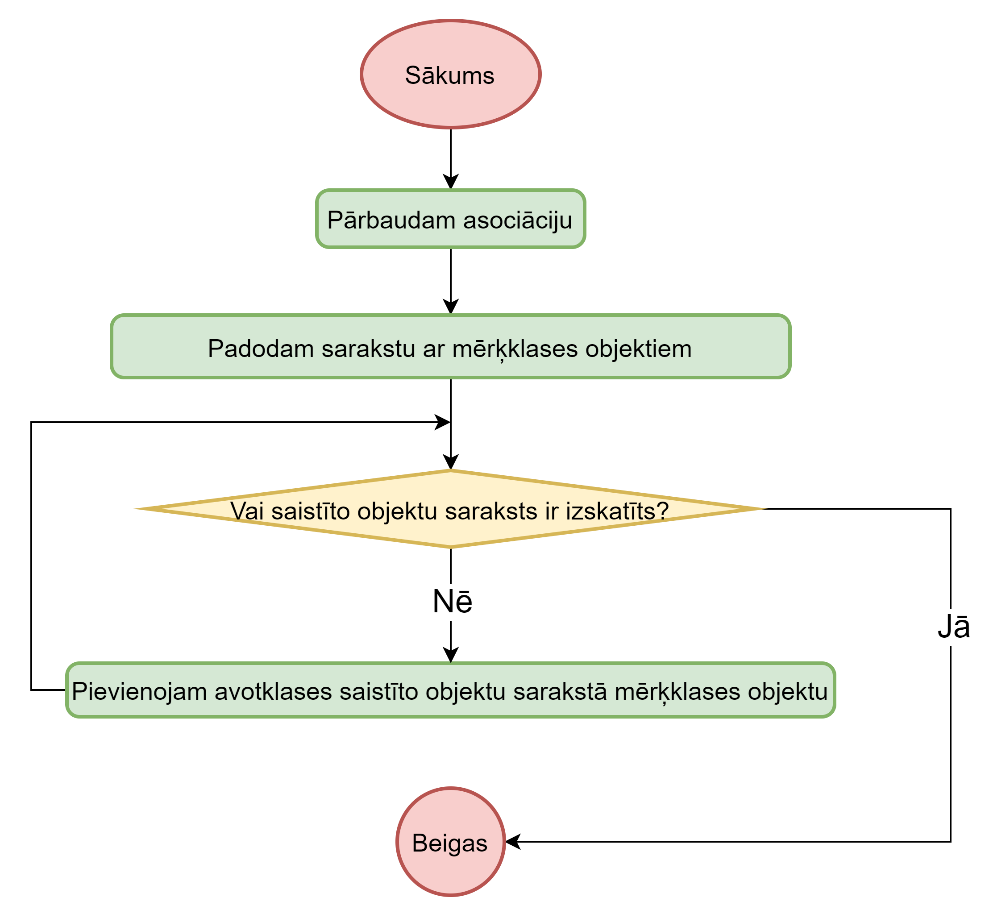 Sākums
Pārbaudam asociāciju
Padodam sarakstu ar mērķklases objektiem
Vai saistīto objektu saraksts ir izskatīts?
Nē
Jā
Pievienojam avotklases saistīto objektu sarakstā mērķklases objektu
Beigas